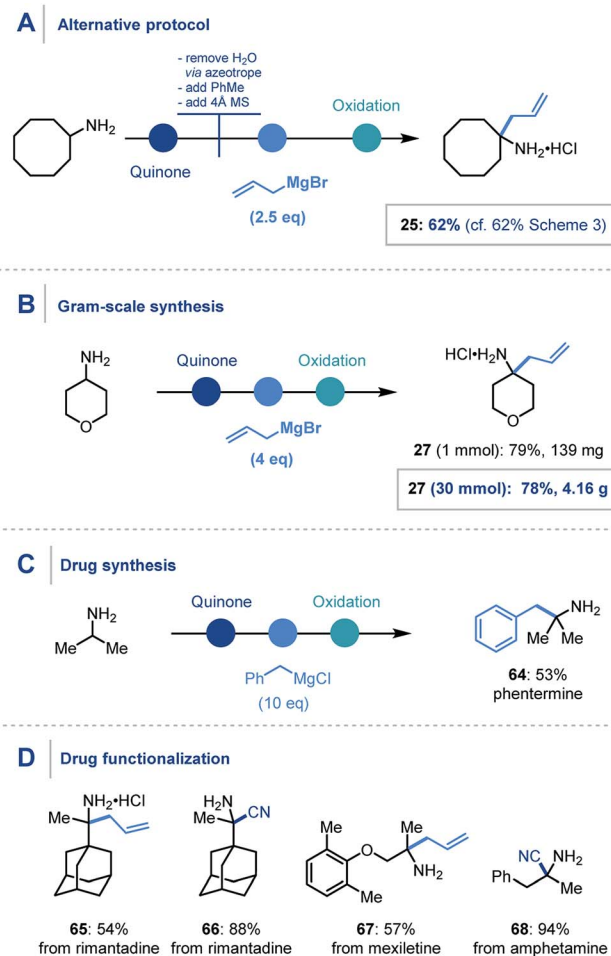 A Alternative protocol
- remove H2O
via azeotrope
- add PhMe
- add 4Å MS
Oxidation
NH2
Quinone
MgBr
(2.5 eq)
NH2•HCl
25: 62% (cf. 62% Scheme 3)
B Gram-scale synthesis
NH2
O
Quinone
Oxidation
MgBr
(4 eq)
HCl•H2N
O
27 (1 mmol): 79%, 139 mg
27 (30 mmol): 78%, 4.16 g
C Drug synthesis
NH2
Me Me
Quinone
Oxidation
Ph MgCl
(10 eq)
NH2
Me Me
64: 53%
phentermine
D Drug functionalization
NH2•HCl
Me
65: 54%
from rimantadine
H2N
Me CN
66: 88%
from rimantadine
Me
O
Me
NH2
Me
67: 57%
from mexiletine
NC NH2
Ph Me
68: 94%
from amphetamine